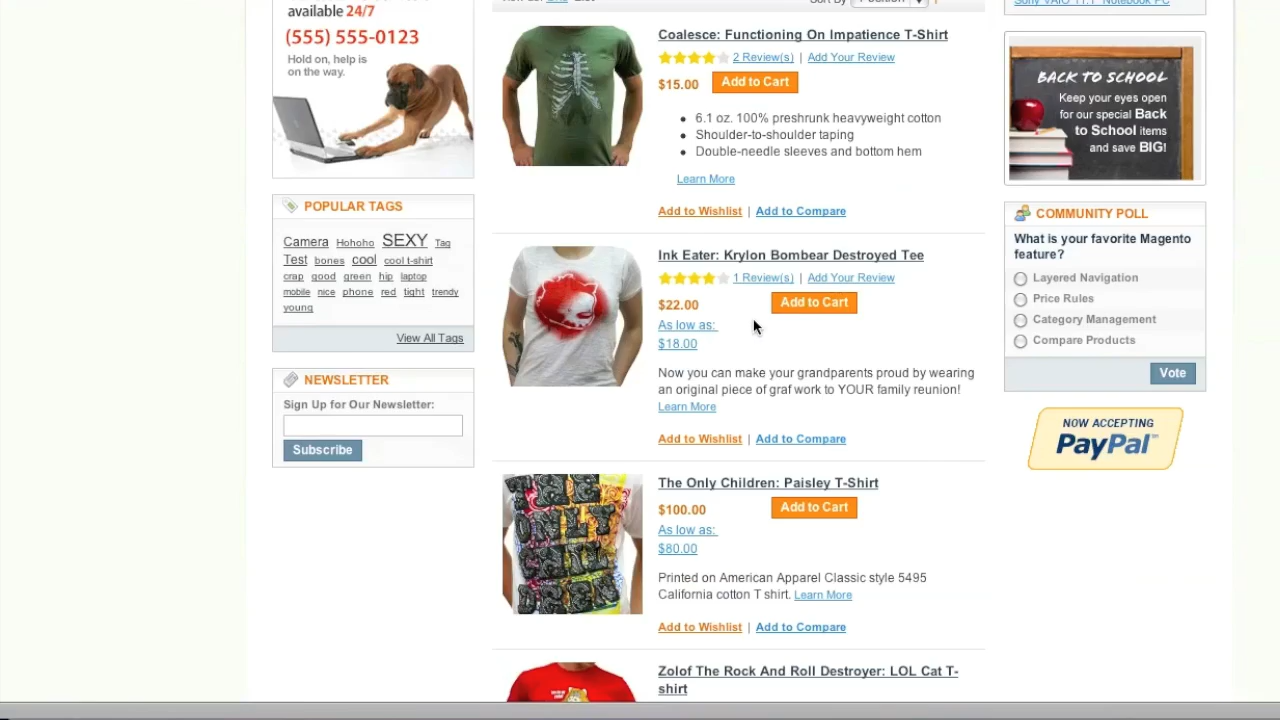 available 24/7
(555) 555-0123
Hold on, help is
on the way.
POPULAR TAGS
Camera Hohoho SEXY Tag
Test bones cool cool t-shirt
crap good green hip laptop
mobile nice phone red tight trendy
young
View All Tags
NEWSLETTER
Sign Up for Our Newsletter:
Subscribe
Coalesce: Functioning On Impatience T-Shirt
2 Review(s) | Add Your Review
$15.00 Add to Cart
6.1 oz. 100% preshrunk heavyweight cotton
Shoulder-to-shoulder taping
Double-needle sleeves and bottom hem
Learn More
Add to Wishlist | Add to Compare
Ink Eater: Krylon Bombear Destroyed Tee
1 Review(s) | Add Your Review
$22.00 Add to Cart
As low as:
$18.00
Now you can make your grandparents proud by wearing
an original piece of graf work to YOUR family reunion!
Learn More
Add to Wishlist | Add to Compare
The Only Children: Paisley T-Shirt
$100.00 Add to Cart
As low as:
$80.00
Printed on American Apparel Classic style 5495
California cotton T shirt. Learn More
Add to Wishlist | Add to Compare
Zolof The Rock And Roll Destroyer: LOL Cat T-
shirt
BACK TO SCHOOL
Keep your eyes open
for our special Back
to School items
and save BIG!
COMMUNITY POLL
What is your favorite Magento
feature?
Layered Navigation
Price Rules
Category Management
Compare Products
Vote
NOW ACCEPTING
PayPal